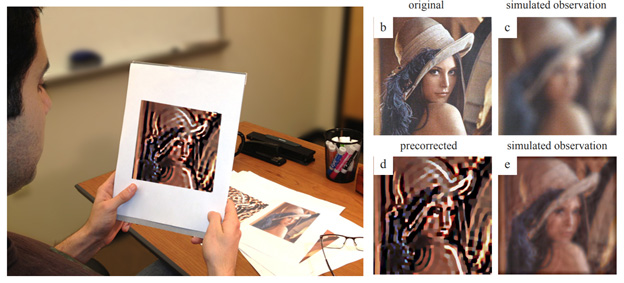 original
simulated observation
b
c
precorrected
simulated observation
d
e